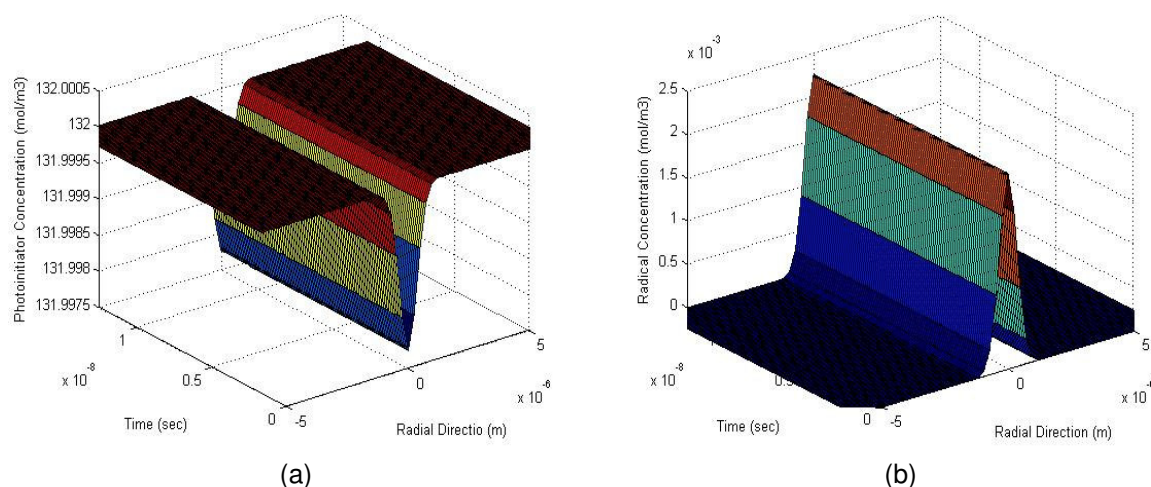 132.0005
132
131.9995
131.999
131.9985
131.998
131.9975
Photoinitiator Concentration (mol/m3)
1
0.5
0
x 10⁻⁸
Time (sec)
-5
0
5
x 10⁻⁶
Radial Directio (m)
(a)
x 10⁻³
2.5
2
1.5
1
0.5
0
Radical Concentration (mol/m3)
x 10⁻⁸
Time (sec)
0
-5
0
5
Radial Direction (m)
(b)